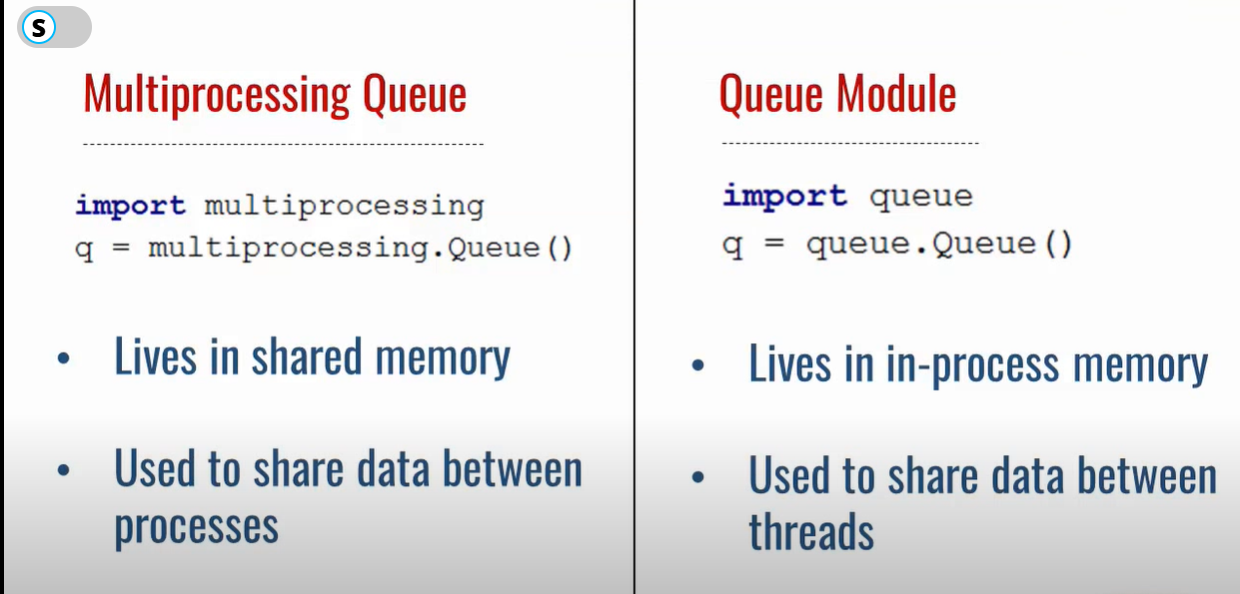 S
Multiprocessing Queue
import multiprocessing
q = multiprocessing.Queue()
• Lives in shared memory
• Used to share data between
processes
Queue Module
import queue
q = queue.Queue()
• Lives in in-process memory
• Used to share data between
threads